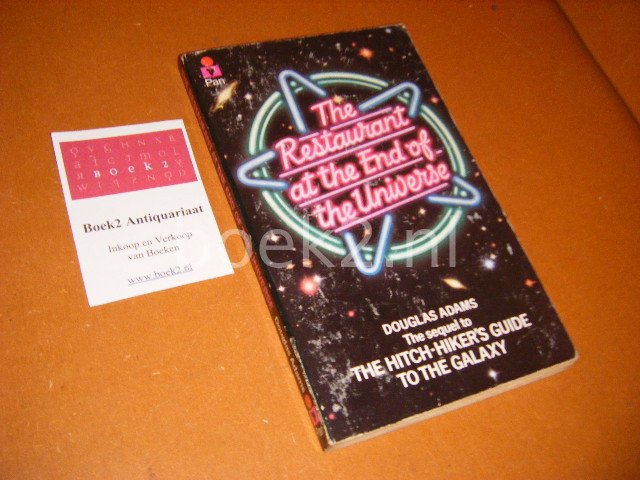 Pan
The
Restaurant
at the End of
the Universe
DOUGLAS ADAMS
The sequel to
THE HITCH-HIKER'S GUIDE
TO THE GALAXY
Boek2
Boek2 Antiquariaat
Inkoop en Verkoop
van Boeken
www.boek2.nl
boek2.nl